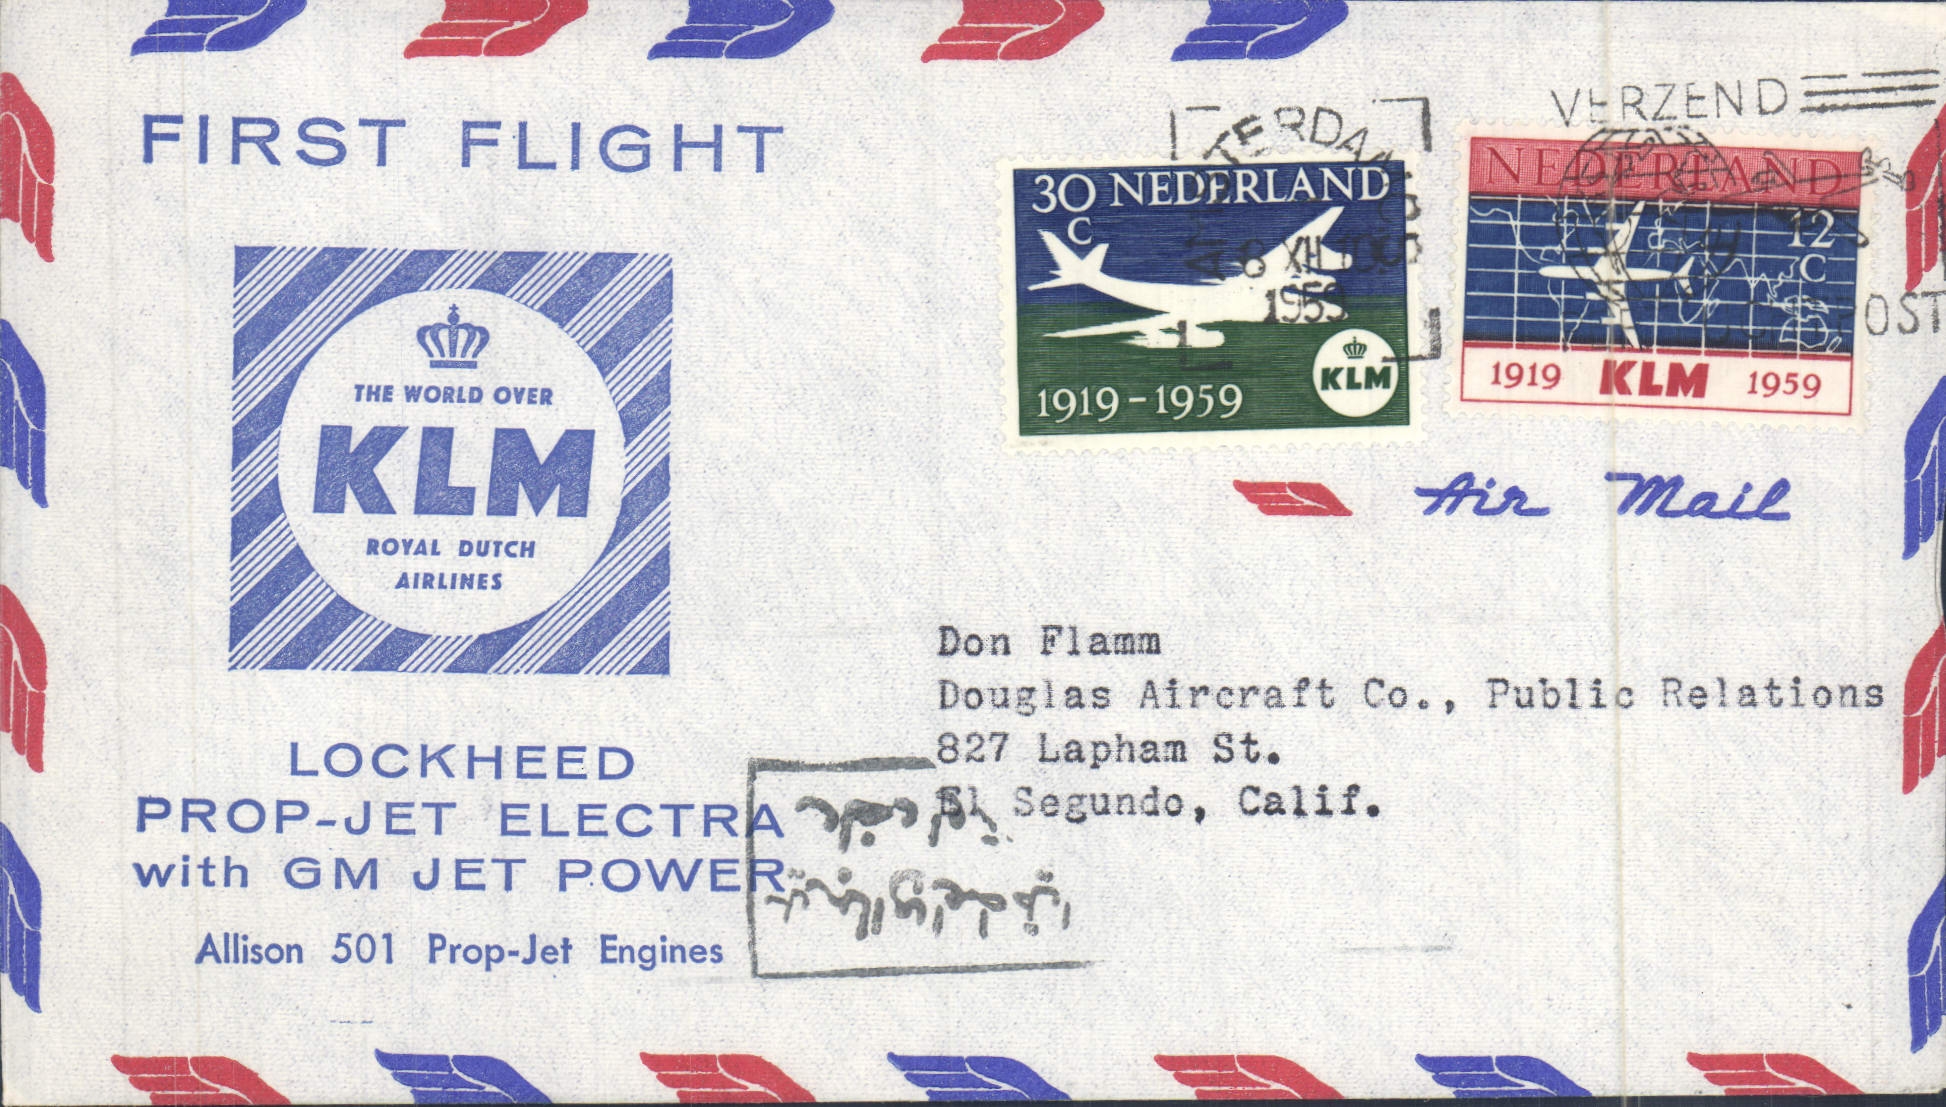 FIRST FLIGHT
THE WORLD OVER
KLM
ROYAL DUTCH
AIRLINES
LOCKHEED
PROP-JET ELECTRA
with GM JET POWER
Allison 501 Prop-Jet Engines
30 NEDERLAND
C
1919-1959
KLM
1959
VERZEND
NEDERLAND
12
C
1919 KLM 1959
Air Mail
Don Flamm
Douglas Aircraft Co., Public Relations
827 Lapham St.
El Segundo, Calif.